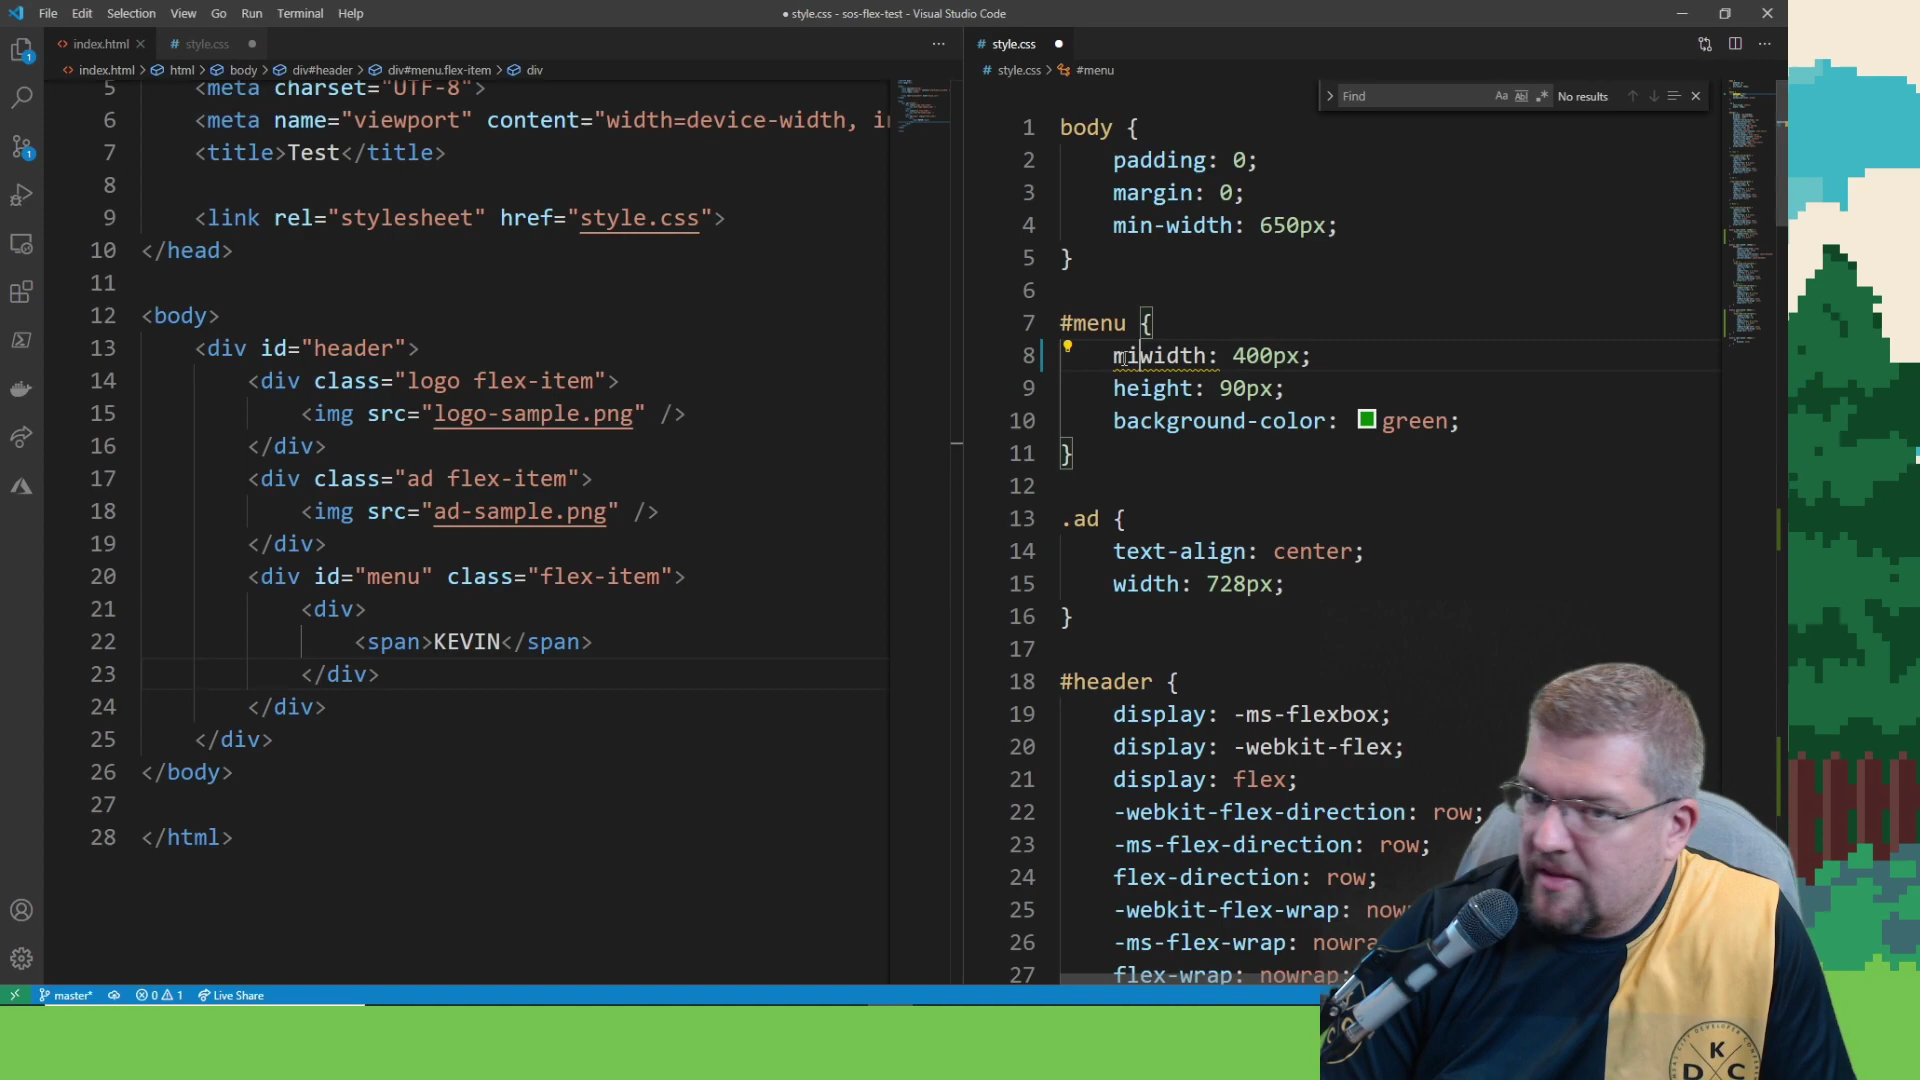 File Edit Selection View Go Run Terminal Help
● style.css - sos-flex-test - Visual Studio Code
index.html
# style.css
# style.css
index.html > html > body > div#header > div#menu.flex-item > div
# style.css > #menu
Find
Aa
No results
5 <meta charset="UTF-8">
6 <meta name="viewport" content="width=device-width, in
7 <title>Test</title>
8
9 <link rel="stylesheet" href="style.css">
10 </head>
11
12 <body>
13 <div id="header">
14 <div class="logo flex-item">
15 <img src="logo-sample.png" />
16 </div>
17 <div class="ad flex-item">
18 <img src="ad-sample.png" />
19 </div>
20 <div id="menu" class="flex-item">
21 <div>
22 <span>KEVIN</span>
23 </div>
24 </div>
25 </div>
26 </body>
27
28 </html>
1 body {
2 padding: 0;
3 margin: 0;
4 min-width: 650px;
5 }
6
7 #menu {
8 miwidth: 400px;
9 height: 90px;
10 background-color: green;
11 }
12
13 .ad {
14 text-align: center;
15 width: 728px;
16 }
17
18 #header {
19 display: -ms-flexbox;
20 display: -webkit-flex;
21 display: flex;
22 -webkit-flex-direction: row;
23 -ms-flex-direction: row;
24 flex-direction: row;
25 -webkit-flex-wrap: now
26 -ms-flex-wrap: nowra
27 flex-wrap: nowrap;
master* 0 1 Live Share
K
D C